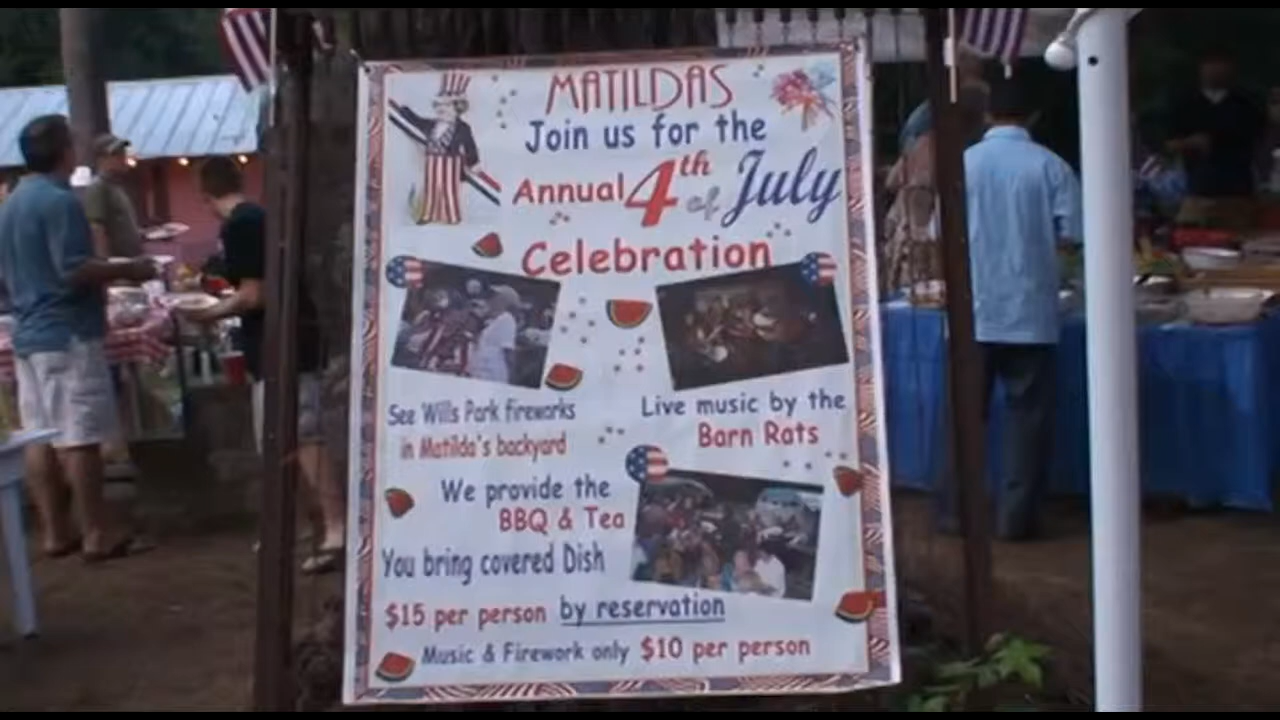 MATILDAS
Join us for the
Annual 4th of July
Celebration
See Wills Park fireworks
in Matilda's backyard
Live music by the
Barn Rats
We provide the
BBQ & Tea
You bring covered Dish
$15 per person by reservation
Music & Firework only $10 per person